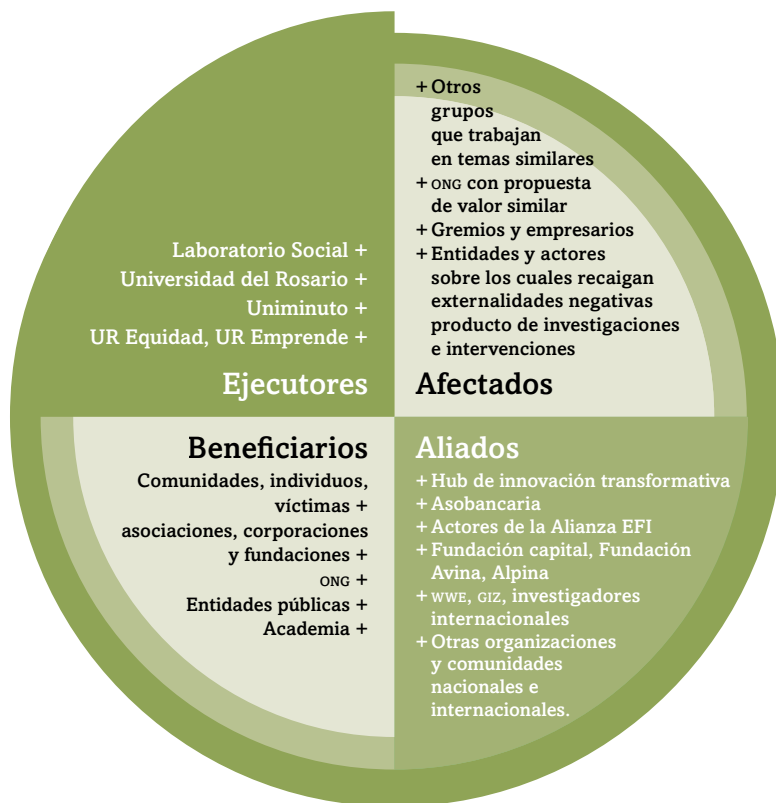 Laboratorio Social +
Universidad del Rosario +
Uniminuto +
UR Equidad, UR Emprende +
Ejecutores
+ Otros
grupos
que trabajan
en temas similares
+ ONG con propuesta
de valor similar
+ Gremios y empresarios
+ Entidades y actores
sobre los cuales recaigan
externalidades negativas
producto de investigaciones
e intervenciones
Afectados
Beneficiarios
Comunidades, individuos,
víctimas +
asociaciones, corporaciones
y fundaciones +
ONG +
Entidades públicas +
Academia +
Aliados
+ Hub de innovación transformativa
+ Asobancaria
+ Actores de la Alianza EFI
+ Fundación capital, Fundación
Avina, Alpina
+ WWE, GIZ, investigadores
internacionales
+ Otras organizaciones
y comunidades
nacionales e
internacionales.